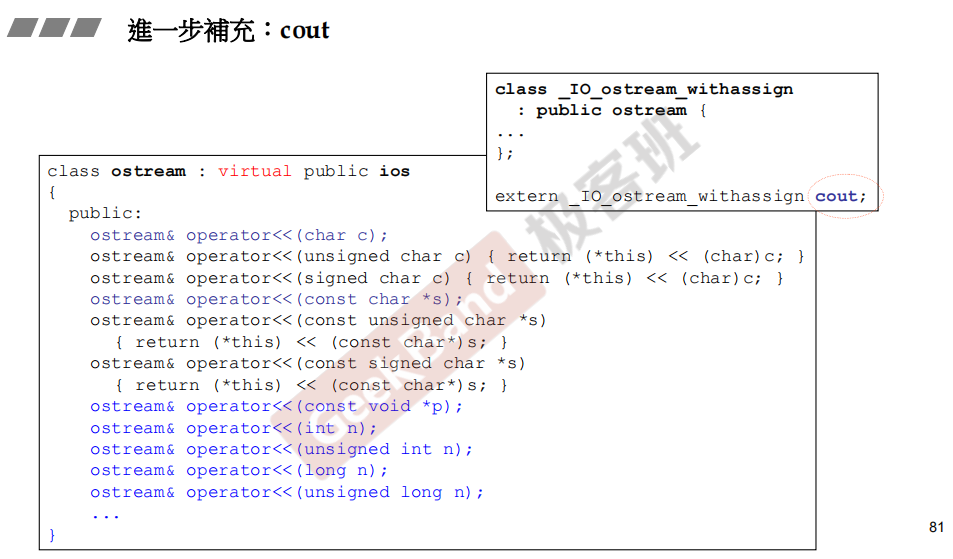 進一步補充：cout
class _IO_ostream_withassign
: public ostream {
...
};
extern _IO_ostream_withassign cout;
class ostream : virtual public ios
{
public:
ostream& operator<<(char c);
ostream& operator<<(unsigned char c) { return (*this) << (char)c; }
ostream& operator<<(signed char c) { return (*this) << (char)c; }
ostream& operator<<(const char *s);
ostream& operator<<(const unsigned char *s)
{ return (*this) << (const char*)s; }
ostream& operator<<(const signed char *s)
{ return (*this) << (const char*)s; }
ostream& operator<<(const void *p);
ostream& operator<<(int n);
ostream& operator<<(unsigned int n);
ostream& operator<<(long n);
ostream& operator<<(unsigned long n);
...
}
GeekBand 极客班
81